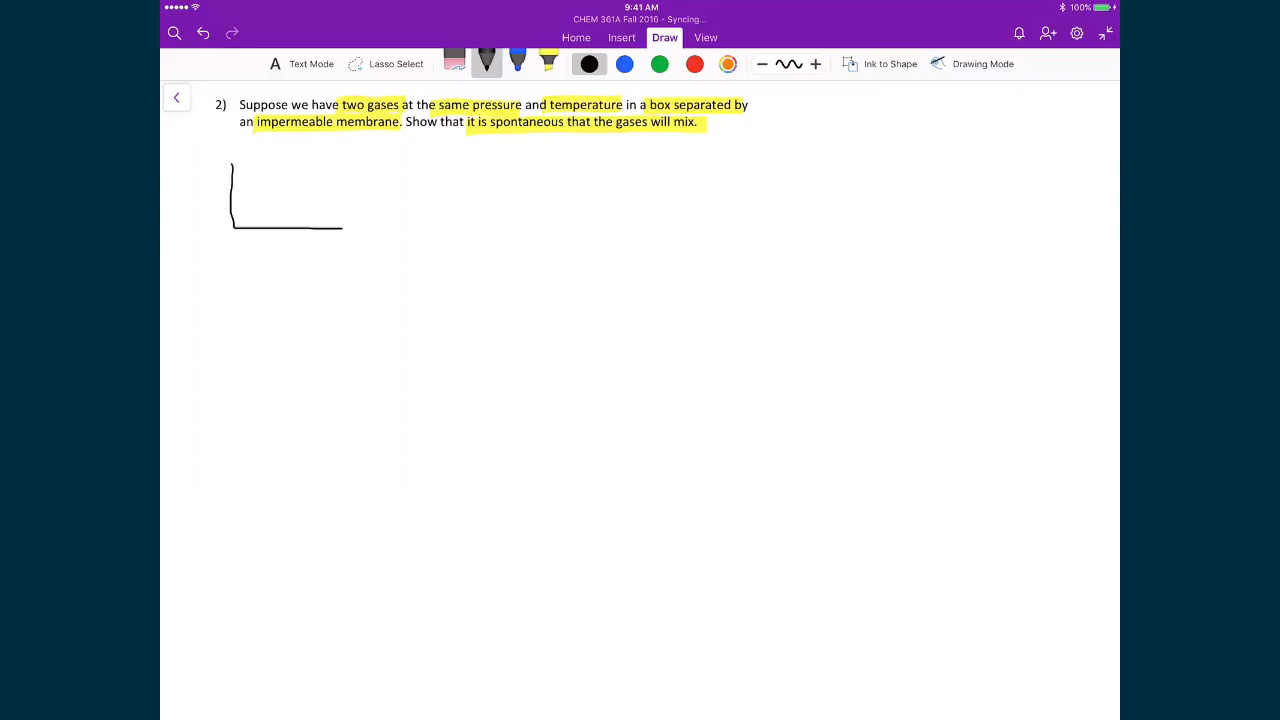 9:41 AM
100%
CHEM 361A Fall 2016 - Syncing...
Home Insert Draw View
A Text Mode Lasso Select Ink to Shape Drawing Mode
2) Suppose we have two gases at the same pressure and temperature in a box separated by
an impermeable membrane. Show that it is spontaneous that the gases will mix.